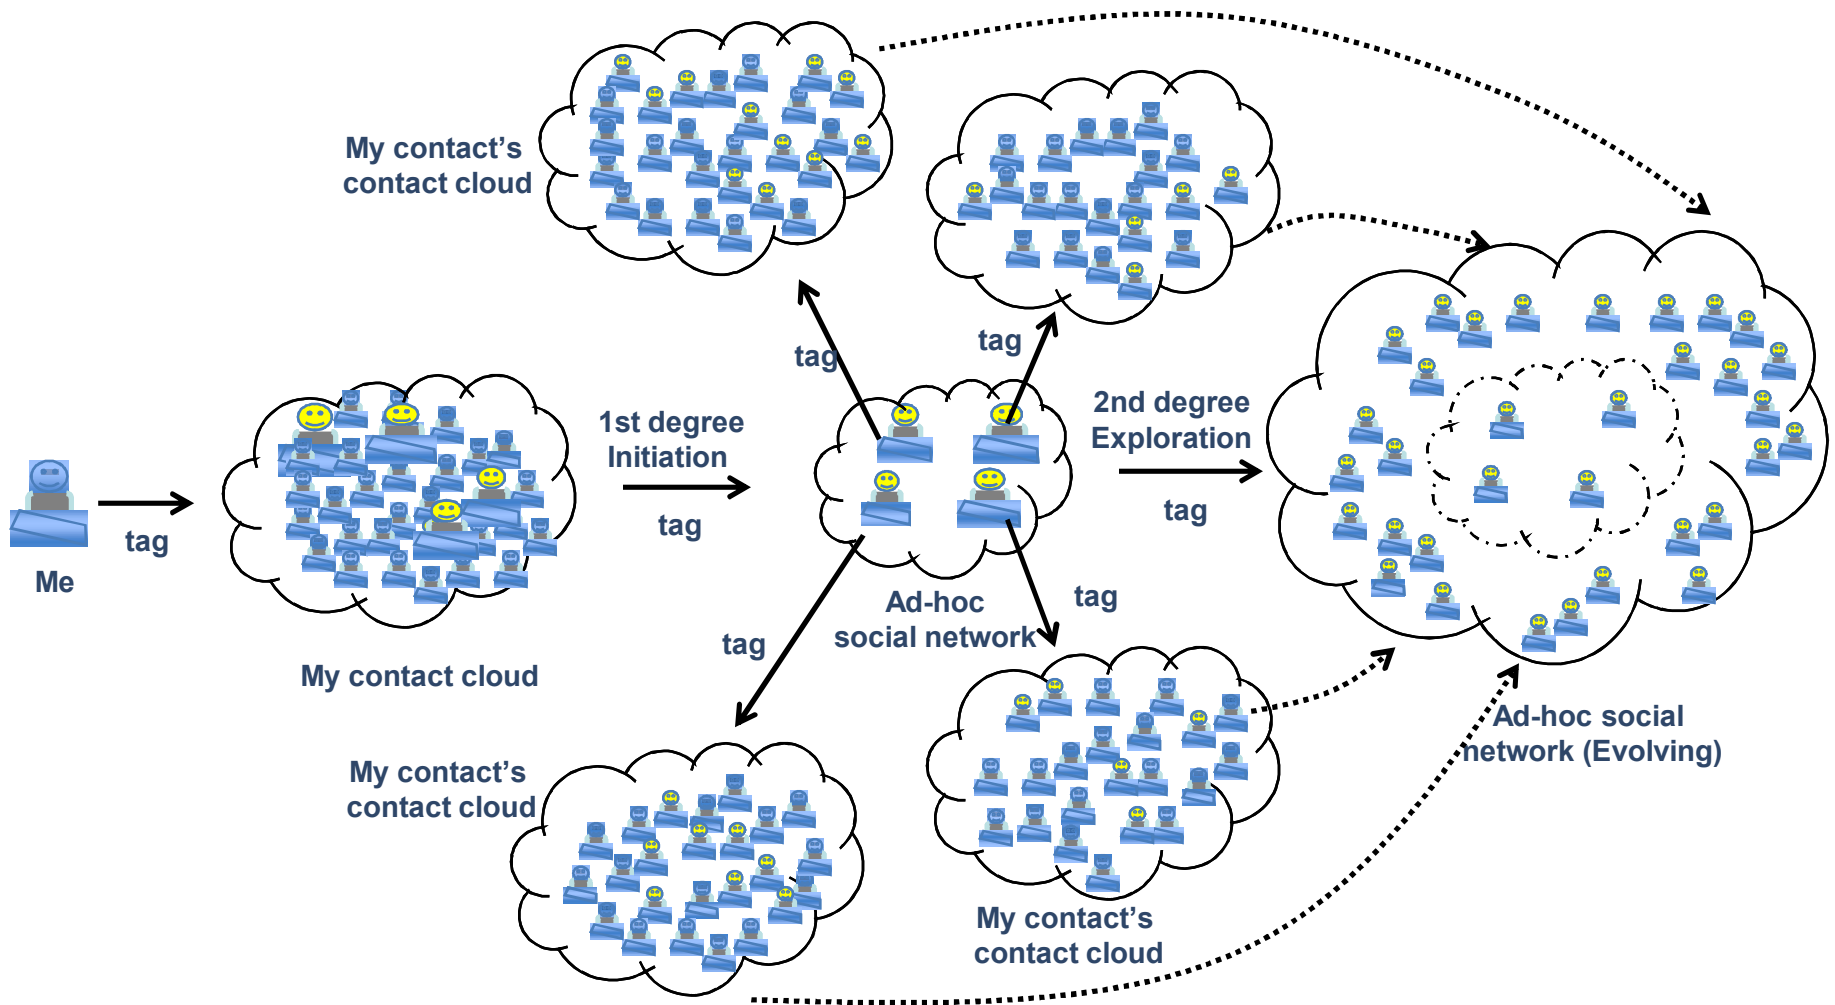 My contact's
contact cloud
tag
tag
1st degree
Initiation
2nd degree
Exploration
tag
tag
tag
Me
Ad-hoc
social network
tag
tag
My contact cloud
Ad-hoc social
network (Evolving)
My contact's
contact cloud
My contact's
contact cloud